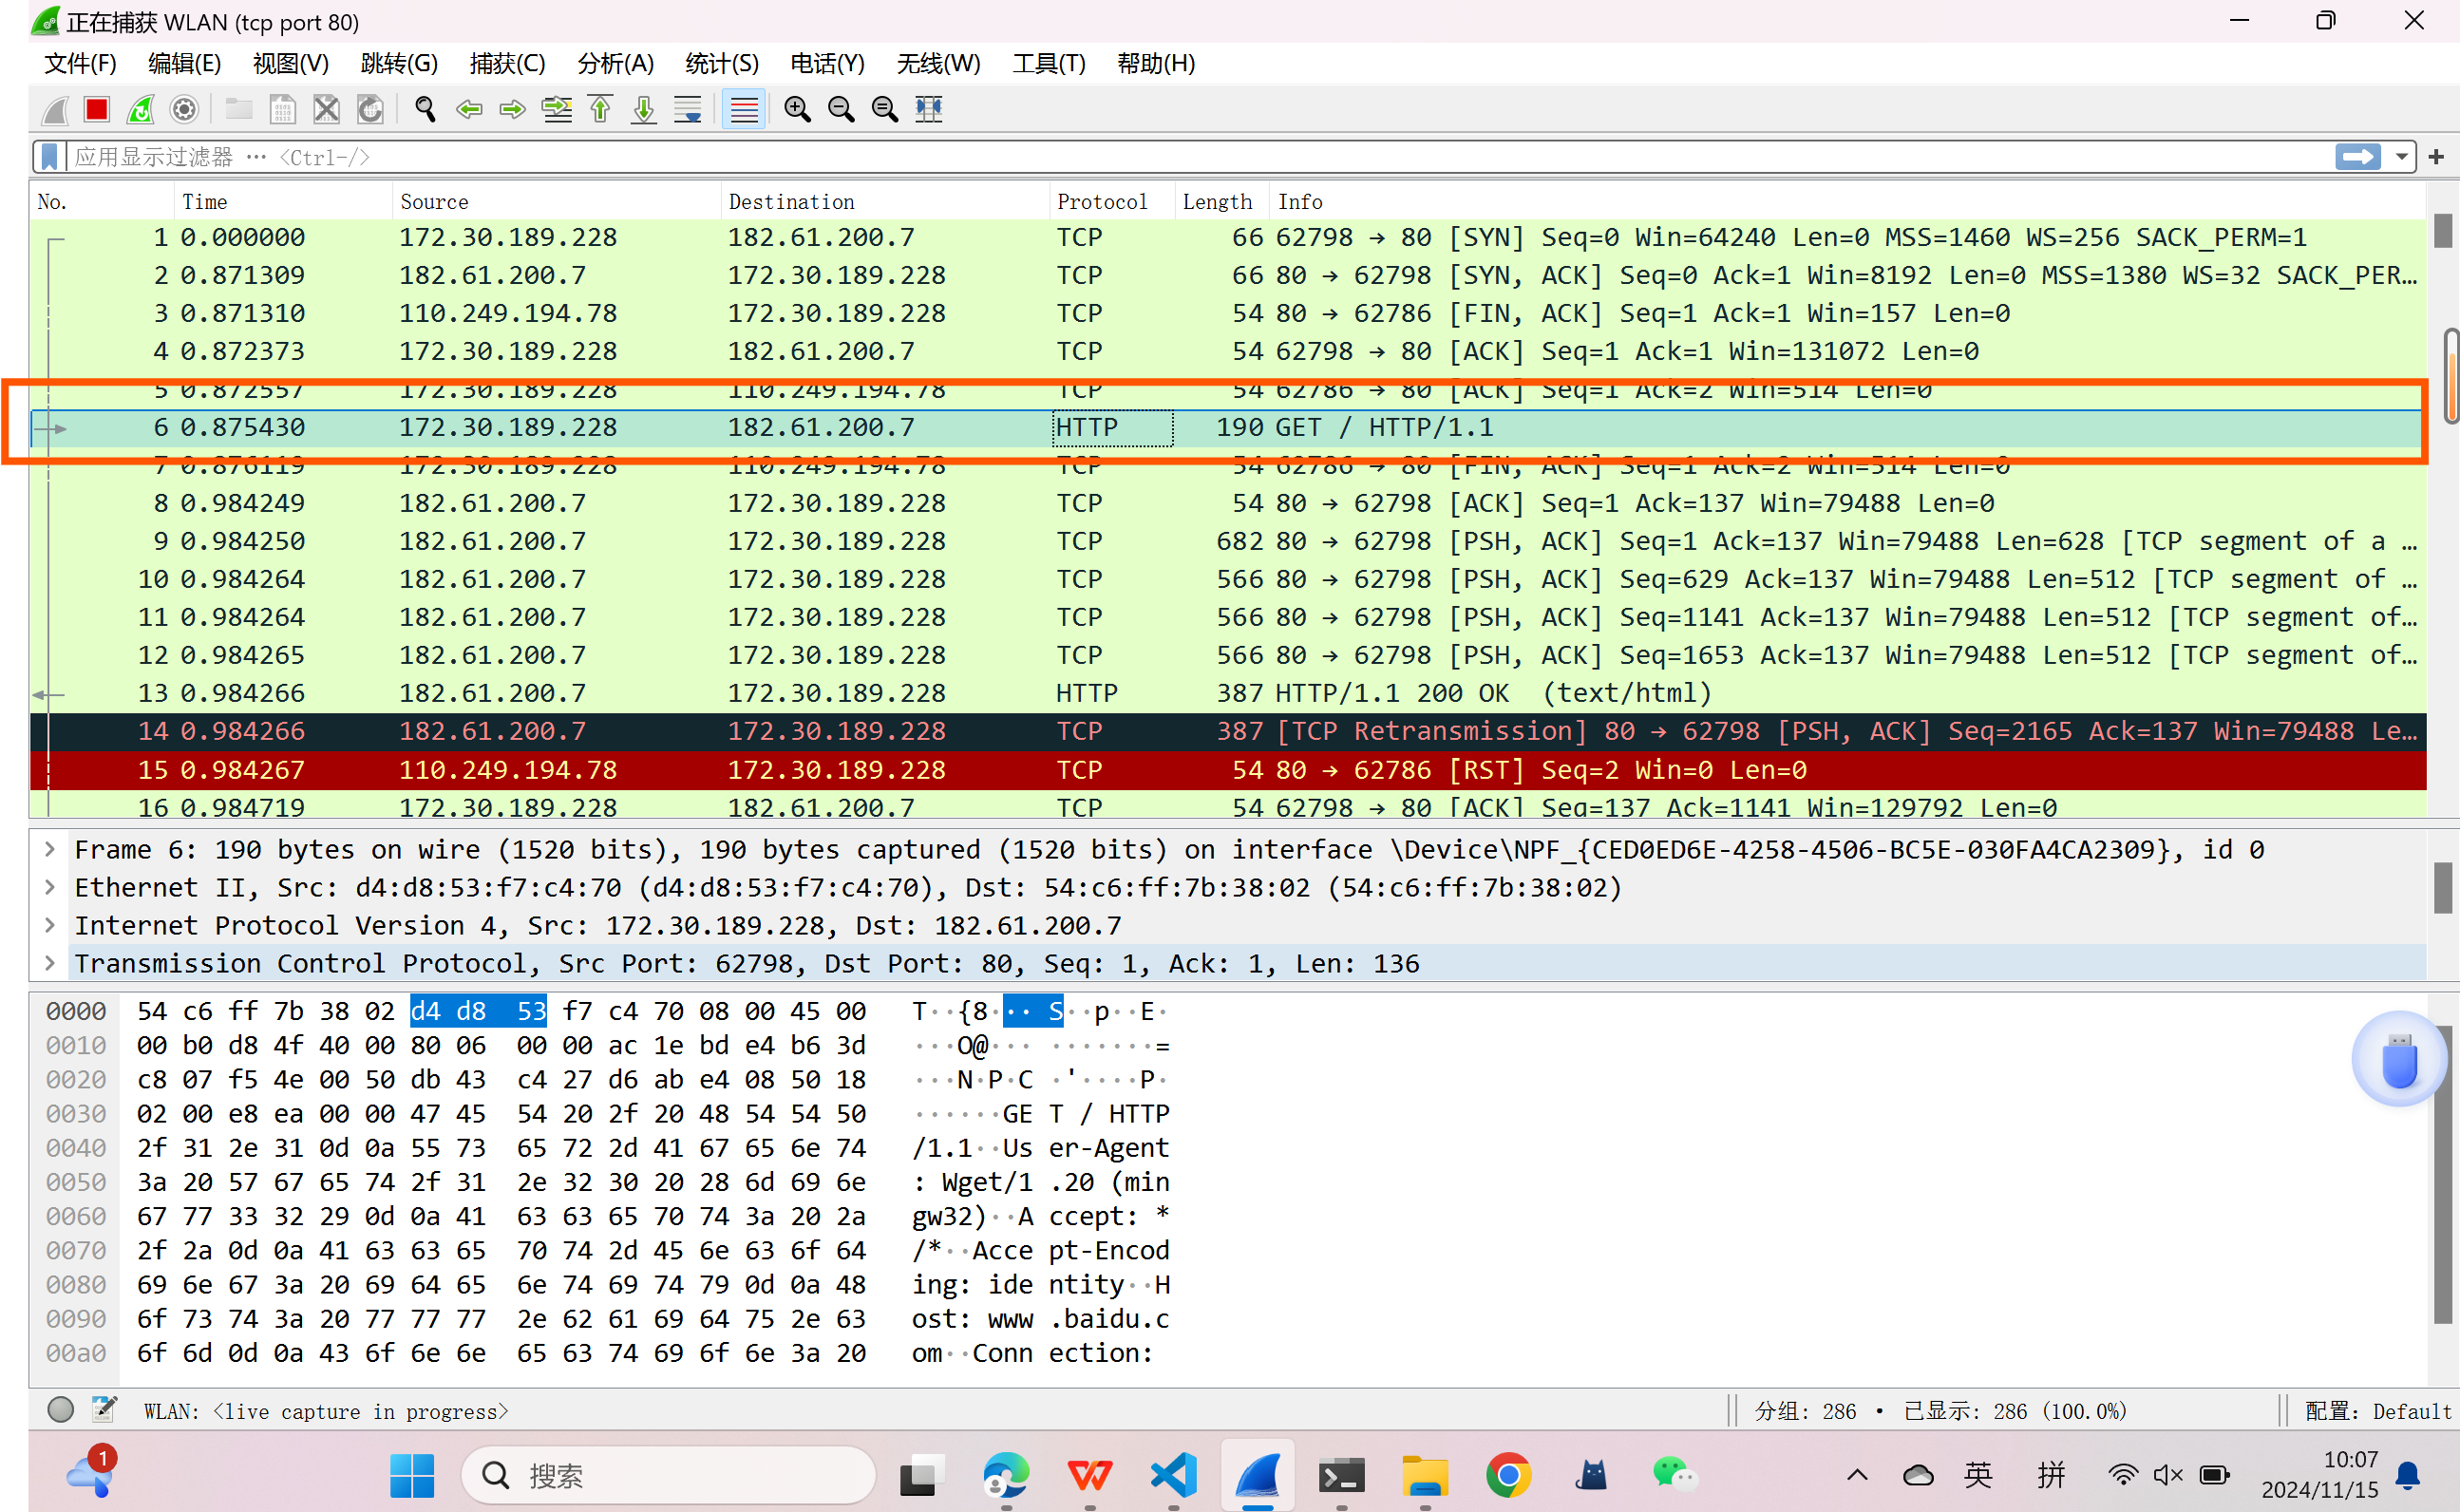 正在捕获 WLAN (tcp port 80)
文件(F) 编辑(E) 视图(V) 跳转(G) 捕获(C) 分析(A) 统计(S) 电话(Y) 无线(W) 工具(T) 帮助(H)
应用显示过滤器 … <Ctrl-/>
No. Time Source Destination Protocol Length Info
1 0.000000 172.30.189.228 182.61.200.7 TCP 66 62798 → 80 [SYN] Seq=0 Win=64240 Len=0 MSS=1460 WS=256 SACK_PERM=1
2 0.871309 182.61.200.7 172.30.189.228 TCP 66 80 → 62798 [SYN, ACK] Seq=0 Ack=1 Win=8192 Len=0 MSS=1380 WS=32 SACK_PER…
3 0.871310 110.249.194.78 172.30.189.228 TCP 54 80 → 62786 [FIN, ACK] Seq=1 Ack=1 Win=157 Len=0
4 0.872373 172.30.189.228 182.61.200.7 TCP 54 62798 → 80 [ACK] Seq=1 Ack=1 Win=131072 Len=0
5 0.872557 172.30.189.228 110.249.194.78 TCP 54 62786 → 80 [ACK] Seq=1 Ack=2 Win=514 Len=0
6 0.875430 172.30.189.228 182.61.200.7 HTTP 190 GET / HTTP/1.1
7 0.876119 172.30.189.228 110.249.194.78 TCP 54 62786 → 80 [FIN, ACK] Seq=1 Ack=2 Win=514 Len=0
8 0.984249 182.61.200.7 172.30.189.228 TCP 54 80 → 62798 [ACK] Seq=1 Ack=137 Win=79488 Len=0
9 0.984250 182.61.200.7 172.30.189.228 TCP 682 80 → 62798 [PSH, ACK] Seq=1 Ack=137 Win=79488 Len=628 [TCP segment of a …
10 0.984264 182.61.200.7 172.30.189.228 TCP 566 80 → 62798 [PSH, ACK] Seq=629 Ack=137 Win=79488 Len=512 [TCP segment of …
11 0.984264 182.61.200.7 172.30.189.228 TCP 566 80 → 62798 [PSH, ACK] Seq=1141 Ack=137 Win=79488 Len=512 [TCP segment of…
12 0.984265 182.61.200.7 172.30.189.228 TCP 566 80 → 62798 [PSH, ACK] Seq=1653 Ack=137 Win=79488 Len=512 [TCP segment of…
13 0.984266 182.61.200.7 172.30.189.228 HTTP 387 HTTP/1.1 200 OK (text/html)
14 0.984266 182.61.200.7 172.30.189.228 TCP 387 [TCP Retransmission] 80 → 62798 [PSH, ACK] Seq=2165 Ack=137 Win=79488 Le…
15 0.984267 110.249.194.78 172.30.189.228 TCP 54 80 → 62786 [RST] Seq=2 Win=0 Len=0
16 0.984719 172.30.189.228 182.61.200.7 TCP 54 62798 → 80 [ACK] Seq=137 Ack=1141 Win=129792 Len=0
Frame 6: 190 bytes on wire (1520 bits), 190 bytes captured (1520 bits) on interface \Device\NPF_{CED0ED6E-4258-4506-BC5E-030FA4CA2309}, id 0
Ethernet II, Src: d4:d8:53:f7:c4:70 (d4:d8:53:f7:c4:70), Dst: 54:c6:ff:7b:38:02 (54:c6:ff:7b:38:02)
Internet Protocol Version 4, Src: 172.30.189.228, Dst: 182.61.200.7
Transmission Control Protocol, Src Port: 62798, Dst Port: 80, Seq: 1, Ack: 1, Len: 136
0000 54 c6 ff 7b 38 02 d4 d8 53 f7 c4 70 08 00 45 00 T··{8··· S··p··E·
0010 00 b0 d8 4f 40 00 80 06 00 00 ac 1e bd e4 b6 3d ···O@··· ·······=
0020 c8 07 f5 4e 00 50 db 43 c4 27 d6 ab e4 08 50 18 ···N·P·C ·'····P·
0030 02 00 e8 ea 00 00 47 45 54 20 2f 20 48 54 54 50 ······GE T / HTTP
0040 2f 31 2e 31 0d 0a 55 73 65 72 2d 41 67 65 6e 74 /1.1··Us er-Agent
0050 3a 20 57 67 65 74 2f 31 2e 32 30 20 28 6d 69 6e : Wget/1 .20 (min
0060 67 77 33 32 29 0d 0a 41 63 63 65 70 74 3a 20 2a gw32)··A ccept: *
0070 2f 2a 0d 0a 41 63 63 65 70 74 2d 45 6e 63 6f 64 /*··Acce pt-Encod
0080 69 6e 67 3a 20 69 64 65 6e 74 69 74 79 0d 0a 48 ing: ide ntity··H
0090 6f 73 74 3a 20 77 77 77 2e 62 61 69 64 75 2e 63 ost: www .baidu.c
00a0 6f 6d 0d 0a 43 6f 6e 6e 65 63 74 69 6f 6e 3a 20 om··Conn ection:
WLAN: <live capture in progress> 分组: 286 · 已显示: 286 (100.0%) 配置: Default
1 搜索 英 拼 10:07
2024/11/15